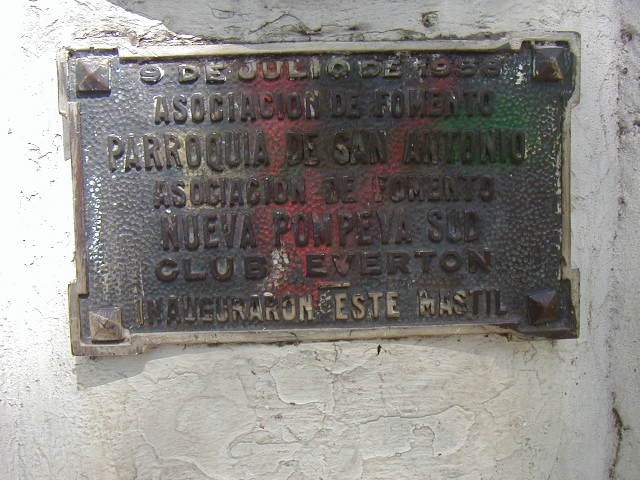 9 DE JULIO DE
ASOCIACION DE FOMENTO
PARROQUIA DE SAN ANTONIO
ASOCIACION DE FOMENTO
NUEVA POMPEYA SUD
CLUB EVERTON
INAUGURARON ESTE MASTIL